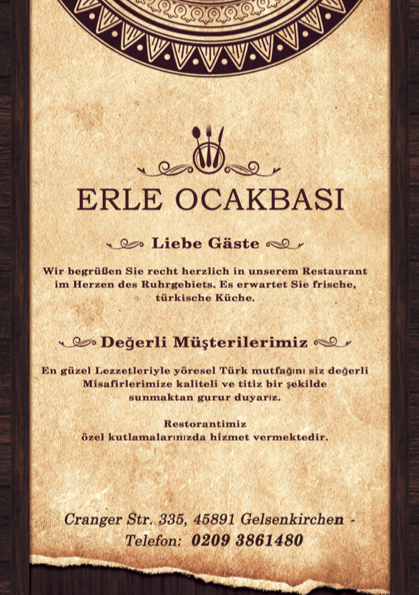 ERLE OCAKBASI
Liebe Gäste
Wir begrüßen Sie recht herzlich in unserem Restaurant
im Herzen des Ruhrgebiets. Es erwartet Sie frische,
türkische Küche.
Değerli Müşterilerimiz
En güzel Lezzetleriyle yöresel Türk mutfağını siz değerli
Misafirlerimize kaliteli ve titiz bir şekilde
sunmaktan gurur duyarız.
Restorantimiz
özel kutlamalarınızda hizmet vermektedir.
Cranger Str. 335, 45891 Gelsenkirchen -
Telefon: 0209 3861480